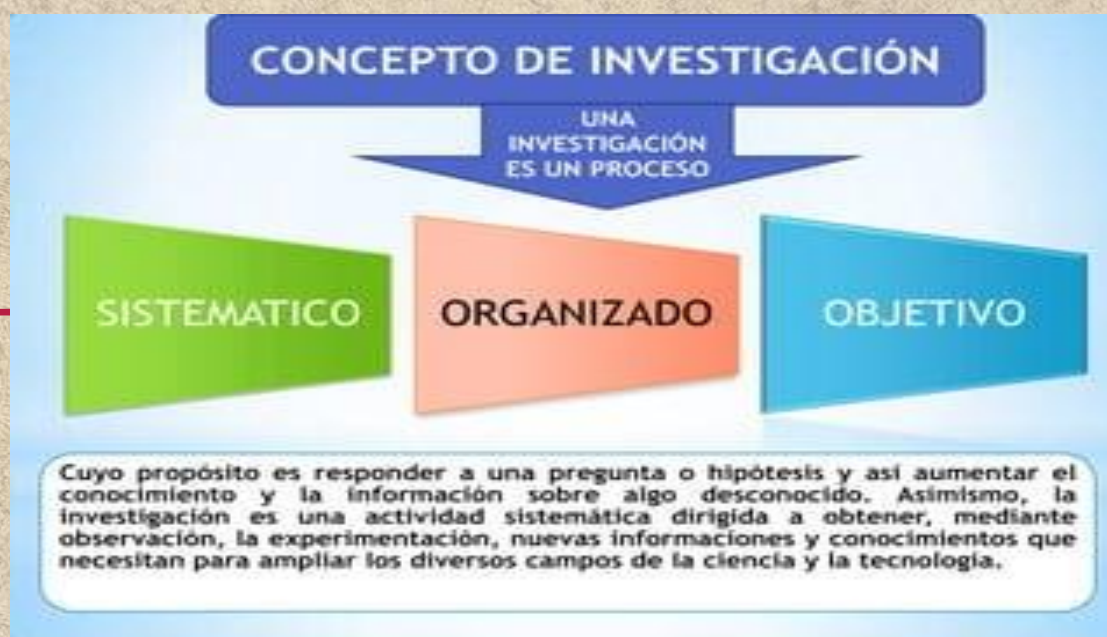 CONCEPTO DE INVESTIGACIÓN
UNA
INVESTIGACIÓN
ES UN PROCESO
SISTEMATICO
ORGANIZADO
OBJETIVO
Cuyo propósito es responder a una pregunta o hipótesis y así aumentar el
conocimiento y la información sobre algo desconocido. Asimismo, la
investigación es una actividad sistemática dirigida a obtener, mediante
observación, la experimentación, nuevas informaciones y conocimientos que
necesitan para ampliar los diversos campos de la ciencia y la tecnología.